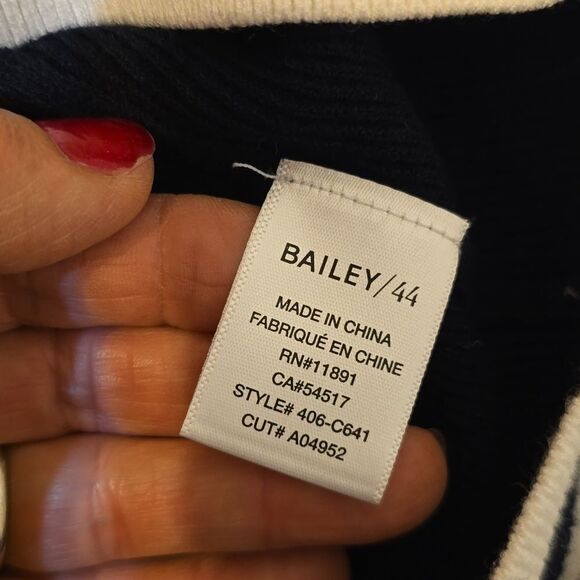 BAILEY/44
MADE IN CHINA
FABRIQUÉ EN CHINE
RN#11891
CA#54517
STYLE# 406-C641
CUT# A04952